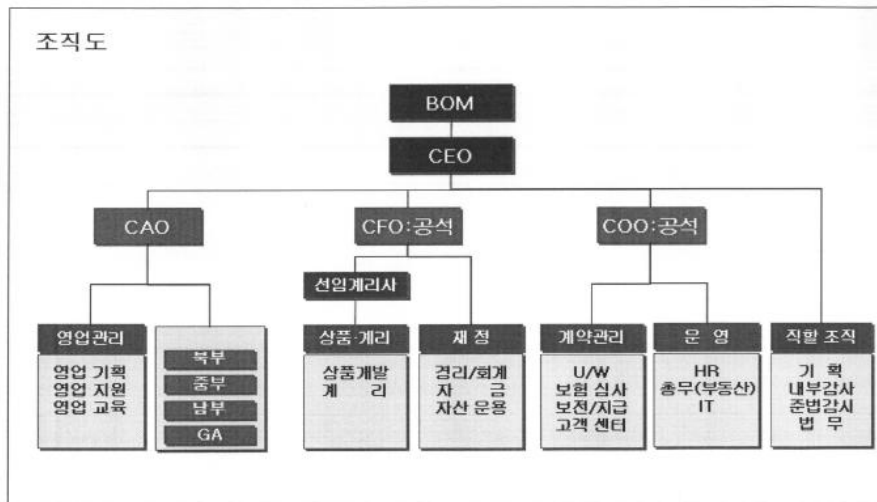 조직도
BOM
CEO
CAO
CFO:공석
COO:공석
선임계리사
영업관리
영업 기획
영업 지원
영업 교육
북부
중부
남부
GA
상품·계리
상품개발
계 리
재 정
경리/회계
자 금
자산 운용
계약관리
U/W
보험 심사
보전/지급
고객 센터
운 영
HR
총무(부동산)
IT
직할 조직
기 획
내부감사
준법감시
법 무